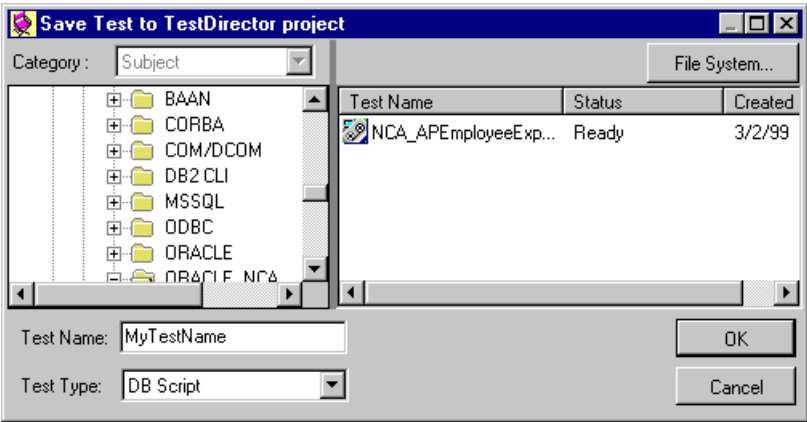 Save Test to TestDirector project
Category : Subject
File System...
BAAN
CORBA
COM/DCOM
DB2 CLI
MSSQL
ODBC
ORACLE
ORACLE_NCA
Test Name Status Created
NCA_APEmployeeExp... Ready 3/2/99
Test Name: MyTestName
OK
Test Type: DB Script
Cancel